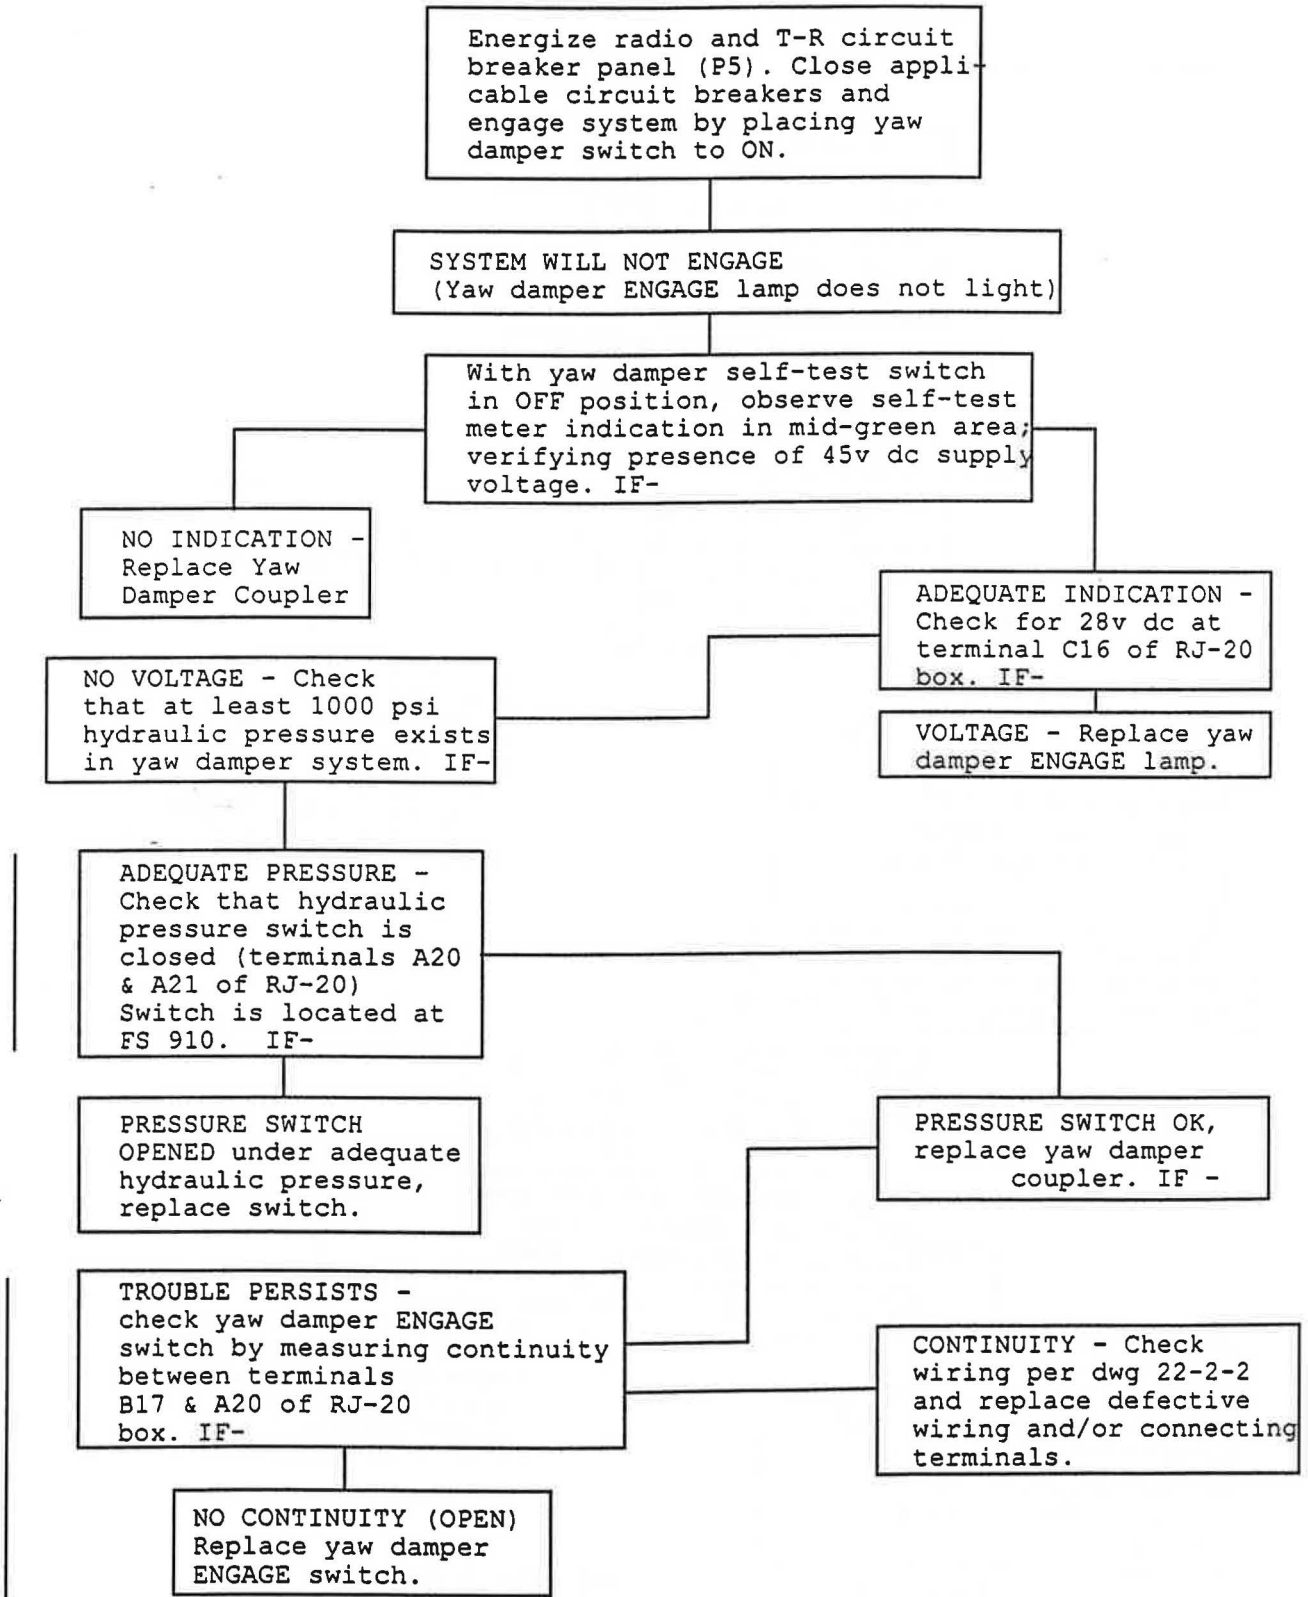 Energize radio and T-R circuit
breaker panel (P5). Close appli-
cable circuit breakers and
engage system by placing yaw
damper switch to ON.
SYSTEM WILL NOT ENGAGE
(Yaw damper ENGAGE lamp does not light)
With yaw damper self-test switch
in OFF position, observe self-test
meter indication in mid-green area;
verifying presence of 45v dc supply
voltage. IF-
NO INDICATION -
Replace Yaw
Damper Coupler
ADEQUATE INDICATION -
Check for 28v dc at
terminal C16 of RJ-20
box. IF-
NO VOLTAGE - Check
that at least 1000 psi
hydraulic pressure exists
in yaw damper system. IF-
VOLTAGE - Replace yaw
damper ENGAGE lamp.
ADEQUATE PRESSURE -
Check that hydraulic
pressure switch is
closed (terminals A20
& A21 of RJ-20)
Switch is located at
FS 910. IF-
PRESSURE SWITCH
OPENED under adequate
hydraulic pressure,
replace switch.
PRESSURE SWITCH OK,
replace yaw damper
coupler. IF -
TROUBLE PERSISTS -
check yaw damper ENGAGE
switch by measuring continuity
between terminals
B17 & A20 of RJ-20
box. IF-
CONTINUITY - Check
wiring per dwg 22-2-2
and replace defective
wiring and/or connecting
terminals.
NO CONTINUITY (OPEN)
Replace yaw damper
ENGAGE switch.